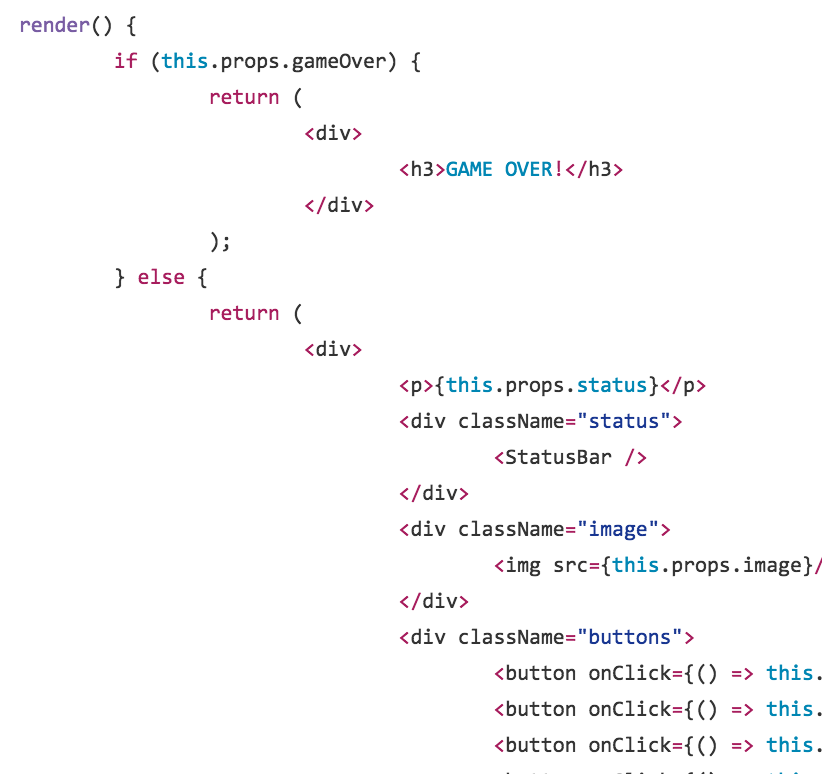 render() {
if (this.props.gameOver) {
return (
<div>
<h3>GAME OVER!</h3>
</div>
);
} else {
return (
<div>
<p>{this.props.status}</p>
<div className="status">
<StatusBar />
</div>
<div className="image">
<img src={this.props.image}/
</div>
<div className="buttons">
<button onClick={() => this.
<button onClick={() => this.
<button onClick={() => this.